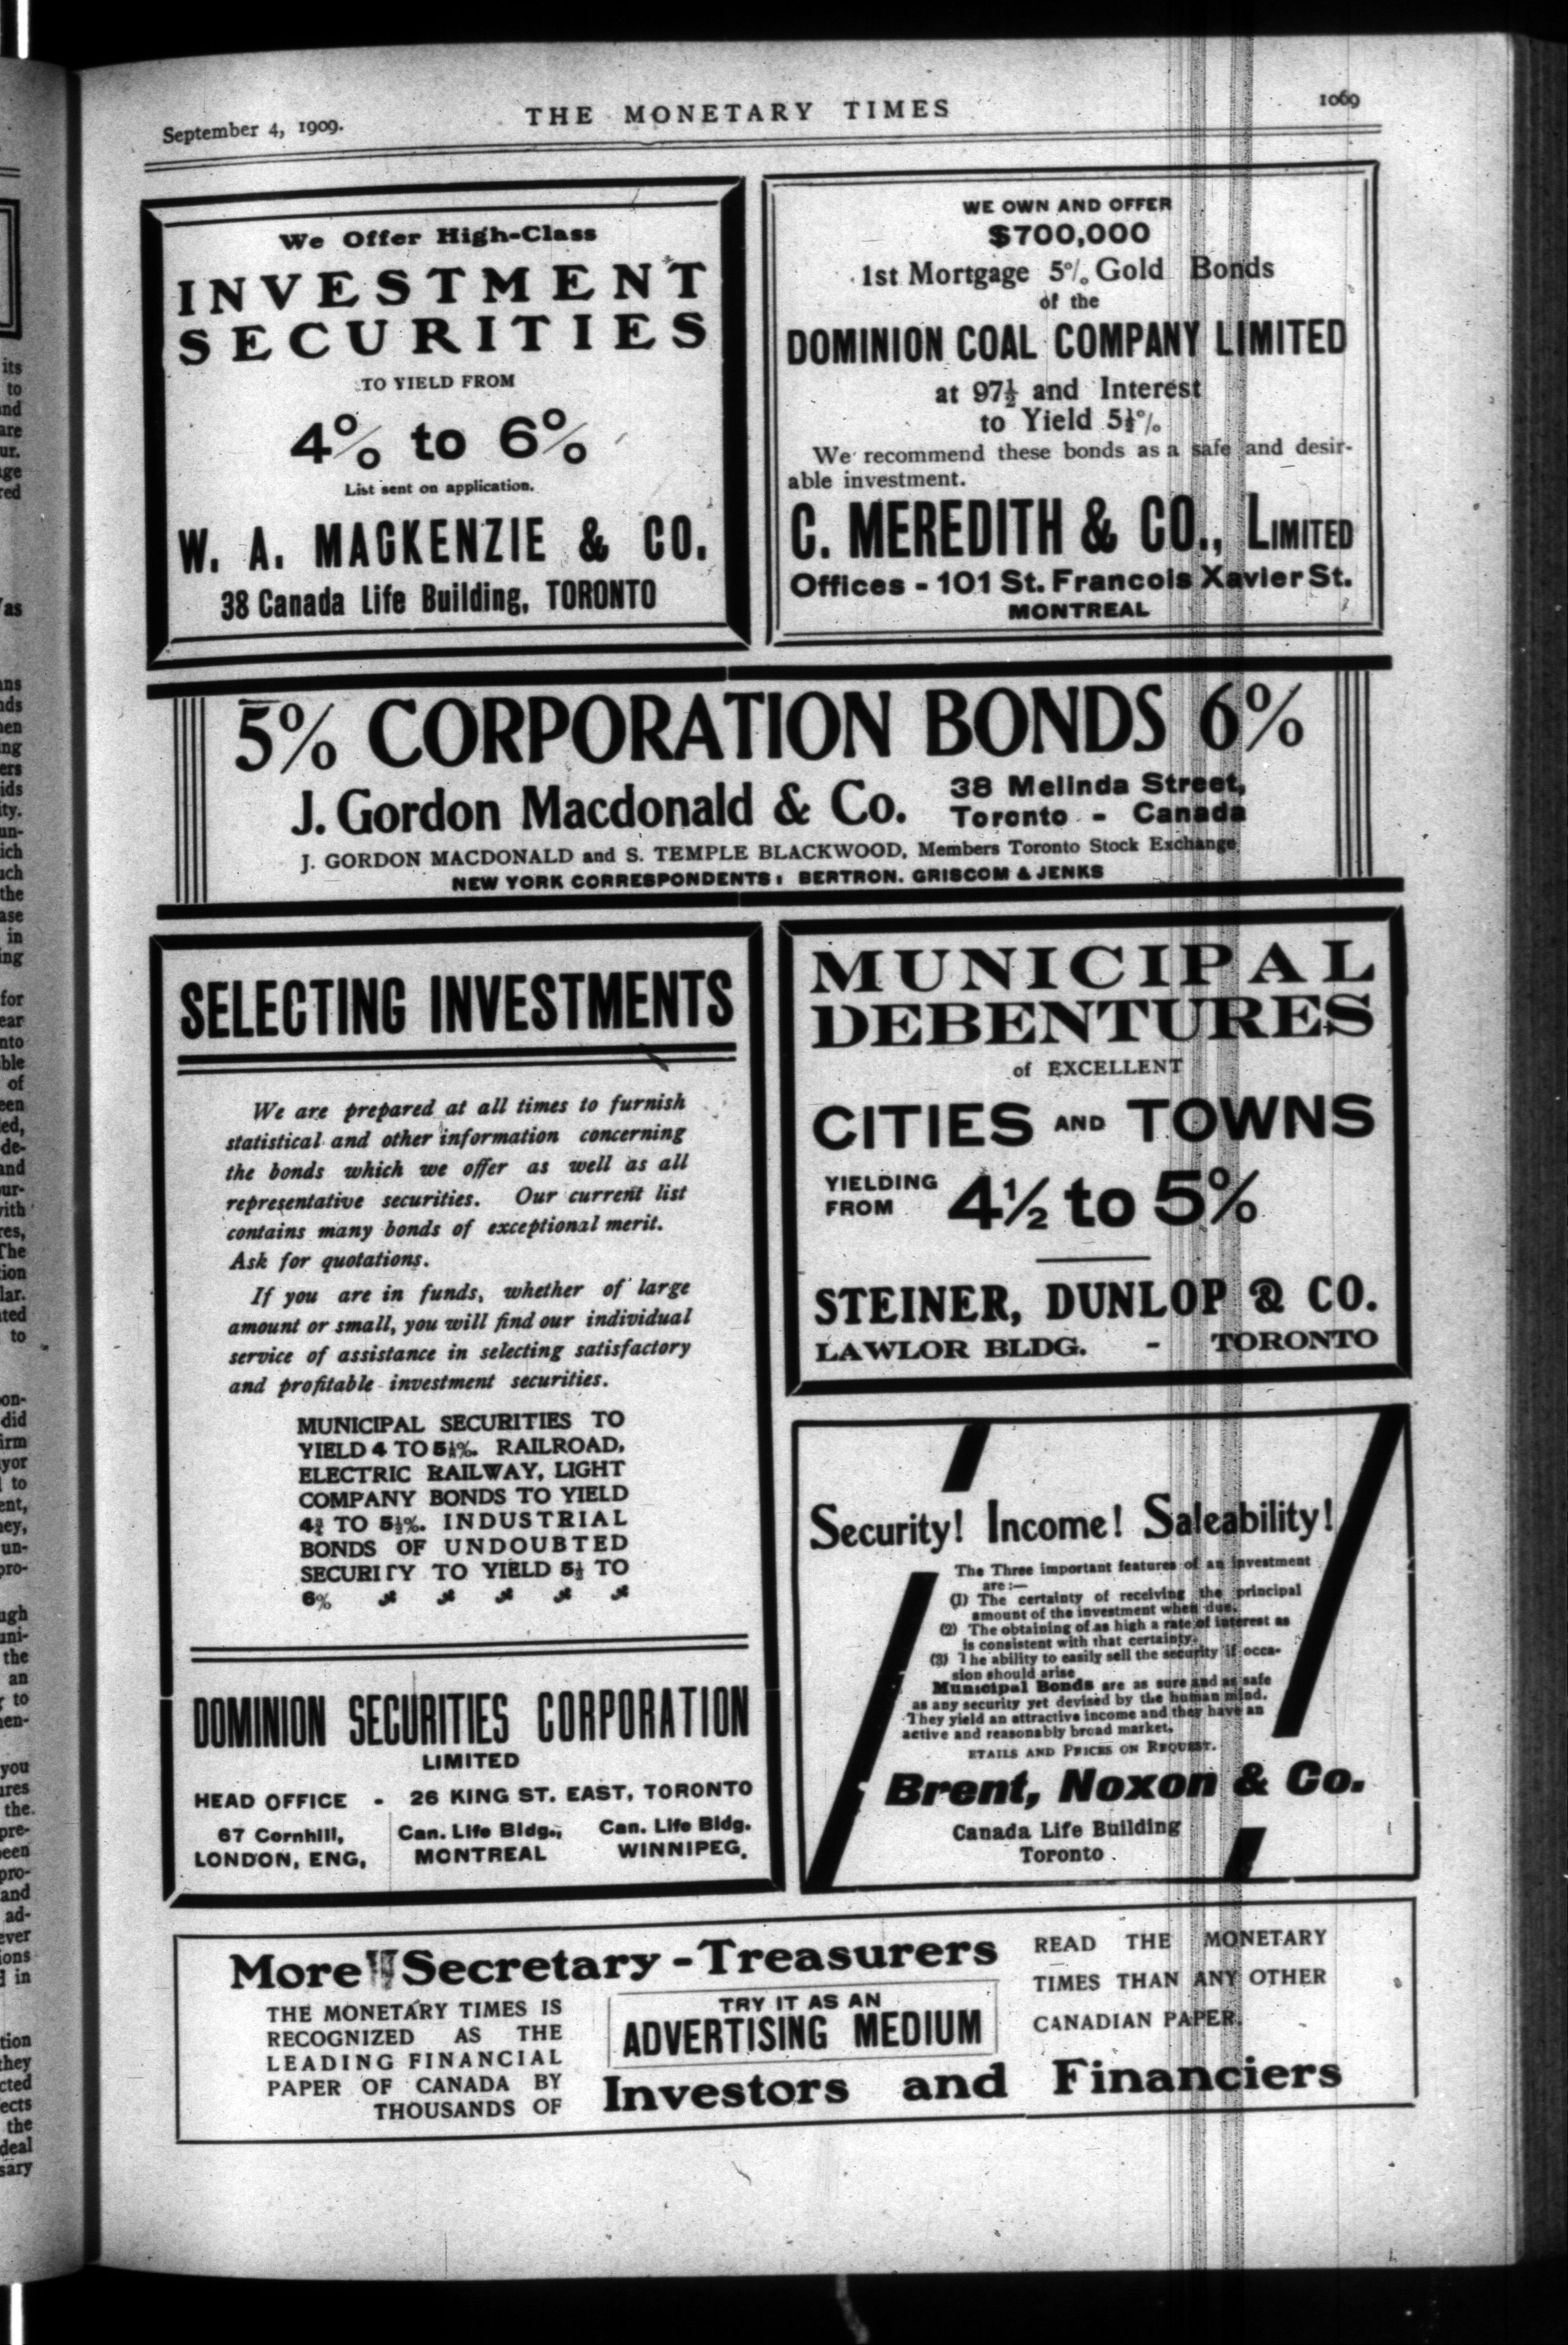 September 4, 1909.
THE MONETARY TIMES
1069
We Offer High-Class
INVESTMENT
SECURITIES
TO YIELD FROM
4% to 6%
List sent on application.
W. A. MACKENZIE & CO.
38 Canada Life Building, TORONTO
WE OWN AND OFFER
$700,000
1st Mortgage 5% Gold Bonds
of the
DOMINION COAL COMPANY LIMITED
at 97½ and Interest
to Yield
We recommend these bonds as a safe and desir-
able investment.
C. MEREDITH & CO., LIMITED
Offices - 101 St. Francois Xavier St.
MONTREAL
5% CORPORATION BONDS 6%
J. Gordon Macdonald & Co.
38 Melinda Street,
Toronto - Canada
J. GORDON MACDONALD and S. TEMPLE BLACKWOOD, Members Toronto Stock Exchange
NEW YORK CORRESPONDENTS: BERTRON. GRISCOM & JENKS
SELECTING INVESTMENTS
We are prepared at all times to furnish
statistical and other information concerning
the bonds which we offer as well as all
representative securities. Our current list
contains many bonds of exceptional merit.
Ask for quotations.
If you are in funds, whether of large
amount or small, you will find our individual
service of assistance in selecting satisfactory
and profitable investment securities.
MUNICIPAL SECURITIES TO
YIELD 4 TO RAILROAD,
ELECTRIC RAILWAY, LIGHT
COMPANY BONDS TO YIELD
TO INDUSTRIAL
BONDS OF UNDOUBTED
SECURITY TO YIELD TO
6%
DOMINION SECURITIES CORPORATION
LIMITED
HEAD OFFICE - 26 KING ST. EAST, TORONTO
67 Cornhill,
LONDON, ENG,
Can. Life Bldg.,
MONTREAL
Can. Life Bldg.
WINNIPEG.
MUNICIPAL
DEBENTURES
of EXCELLENT
CITIES AND TOWNS
YIELDING
FROM
4½ to 5%
STEINER, DUNLOP & CO.
LAWLOR BLDG. - TORONTO
Security! Income! Saleability!
The Three important features of an investment
are:—
(1) The certainty of receiving the principal
amount of the investment when due.
(2) The obtaining of as high a rate of interest as
is consistent with that certainty.
(3) The ability to easily sell the security if occa-
sion should arise
Municipal Bonds are as sure and as safe
as any security yet devised by the human mind.
They yield an attractive income and they have an
active and reasonably broad market.
ETAILS AND PRICES ON REQUEST.
Brent, Noxon & Co.
Canada Life Building
Toronto
More Secretary-Treasurers
READ THE MONETARY
TIMES THAN ANY OTHER
CANADIAN PAPER.
THE MONETARY TIMES IS
RECOGNIZED AS THE
LEADING FINANCIAL
PAPER OF CANADA BY
THOUSANDS OF
TRY IT AS AN
ADVERTISING MEDIUM
Investors and Financiers